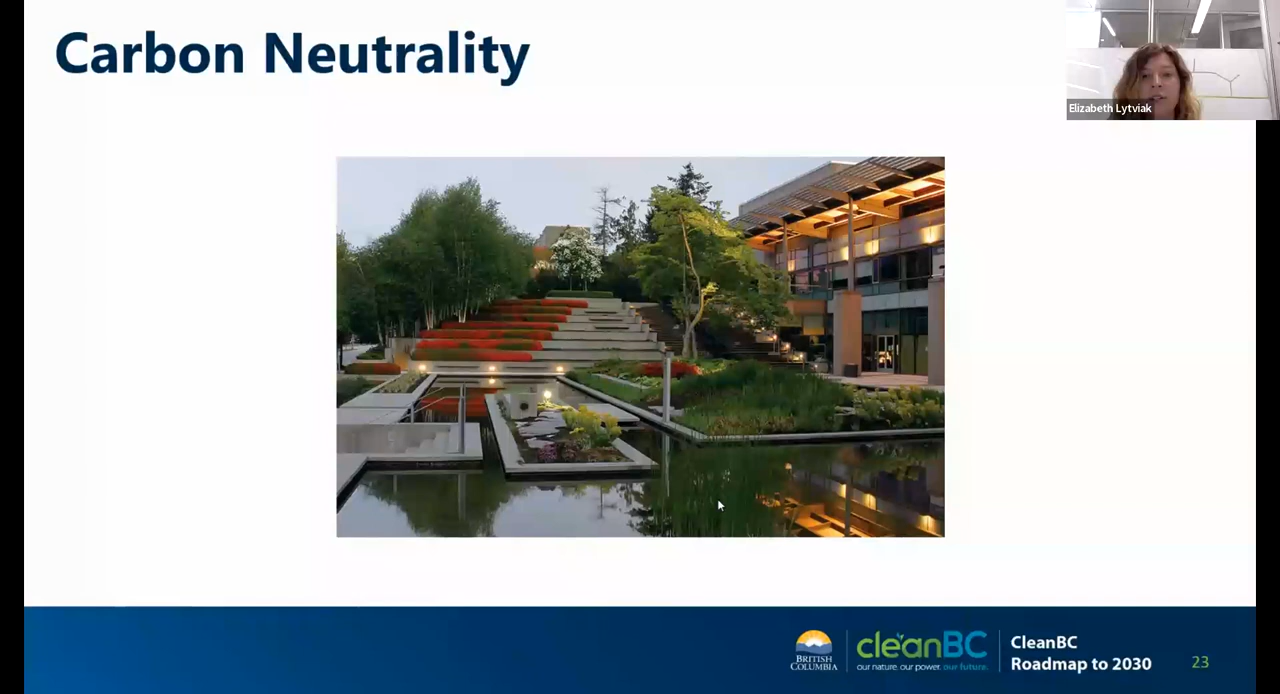 Carbon Neutrality
Elizabeth Lytviak
BRITISH
COLUMBIA
cleanBC
our nature. our power. our future.
CleanBC
Roadmap to 2030
23